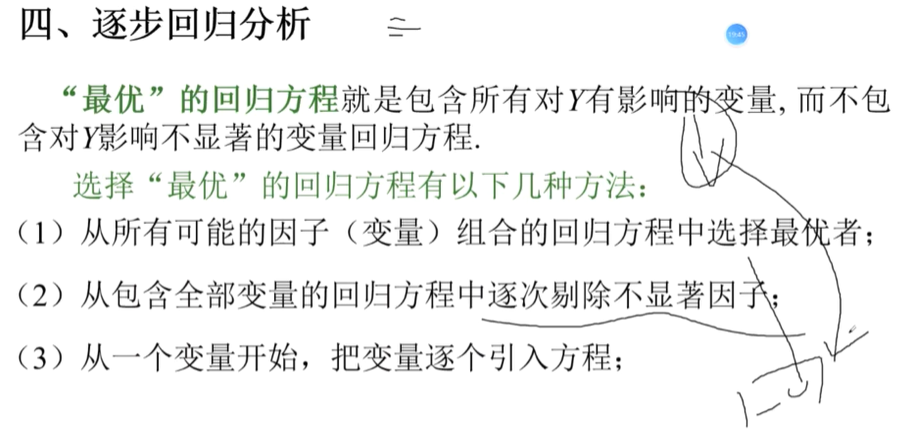 四、逐步回归分析
19:45
“最优”的回归方程就是包含所有对Y有影响的变量, 而不包
含对Y影响不显著的变量回归方程.
选择“最优”的回归方程有以下几种方法：
（1）从所有可能的因子（变量）组合的回归方程中选择最优者；
（2）从包含全部变量的回归方程中逐次剔除不显著因子；
（3）从一个变量开始，把变量逐个引入方程；